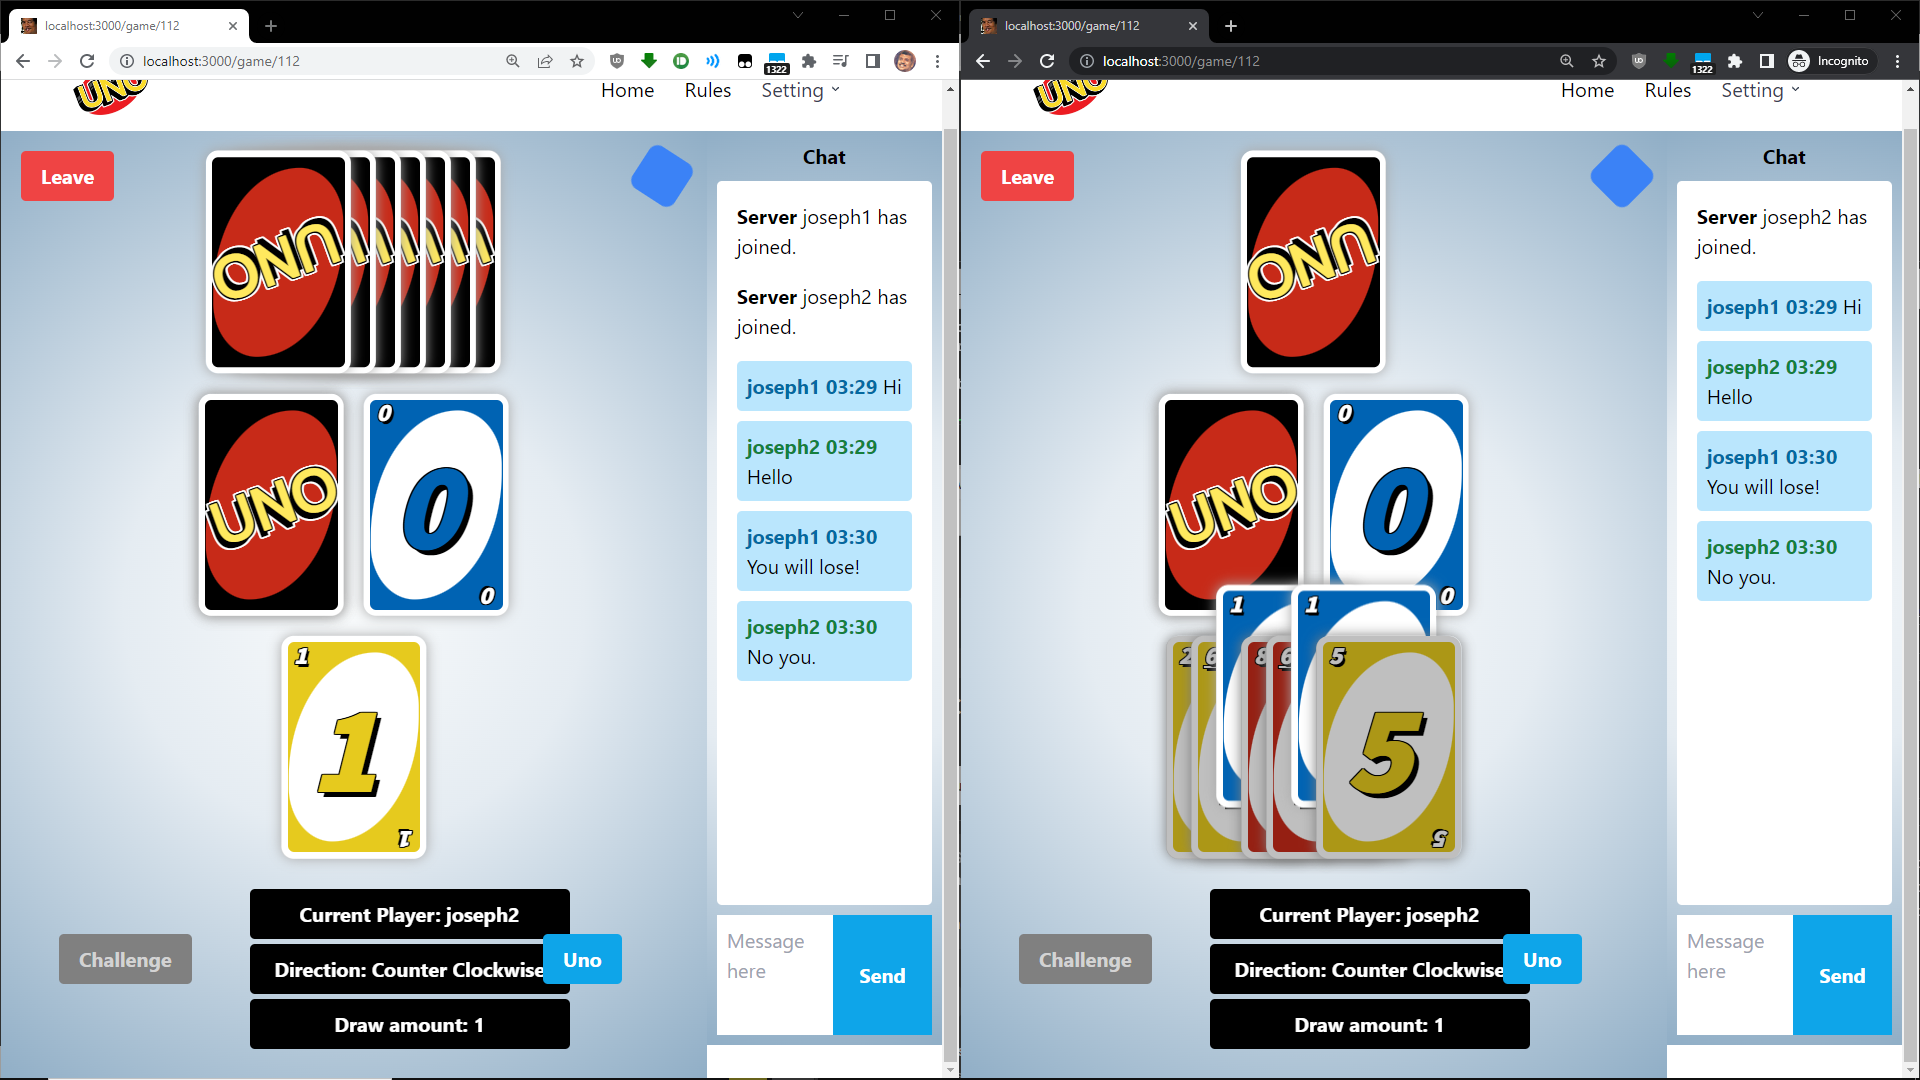 localhost:3000/game/112
localhost:3000/game/112
1322
UNO
Home
Rules
Setting
Leave
UNO
UNO
0
0
0
1
1
1
Current Player: joseph2
Direction: Counter Clockwise
Draw amount: 1
Challenge
Uno
Chat
Server joseph1 has
joined.
Server joseph2 has
joined.
joseph1 03:29 Hi
joseph2 03:29
Hello
joseph1 03:30
You will lose!
joseph2 03:30
No you.
Message
here
Send
localhost:3000/game/112
localhost:3000/game/112
1322
Incognito
UNO
Home
Rules
Setting
Leave
UNO
UNO
0
0
0
2
6
1
8
6
1
5
5
5
Current Player: joseph2
Direction: Counter Clockwise
Draw amount: 1
Challenge
Uno
Chat
Server joseph2 has
joined.
joseph1 03:29 Hi
joseph2 03:29
Hello
joseph1 03:30
You will lose!
joseph2 03:30
No you.
Message
here
Send